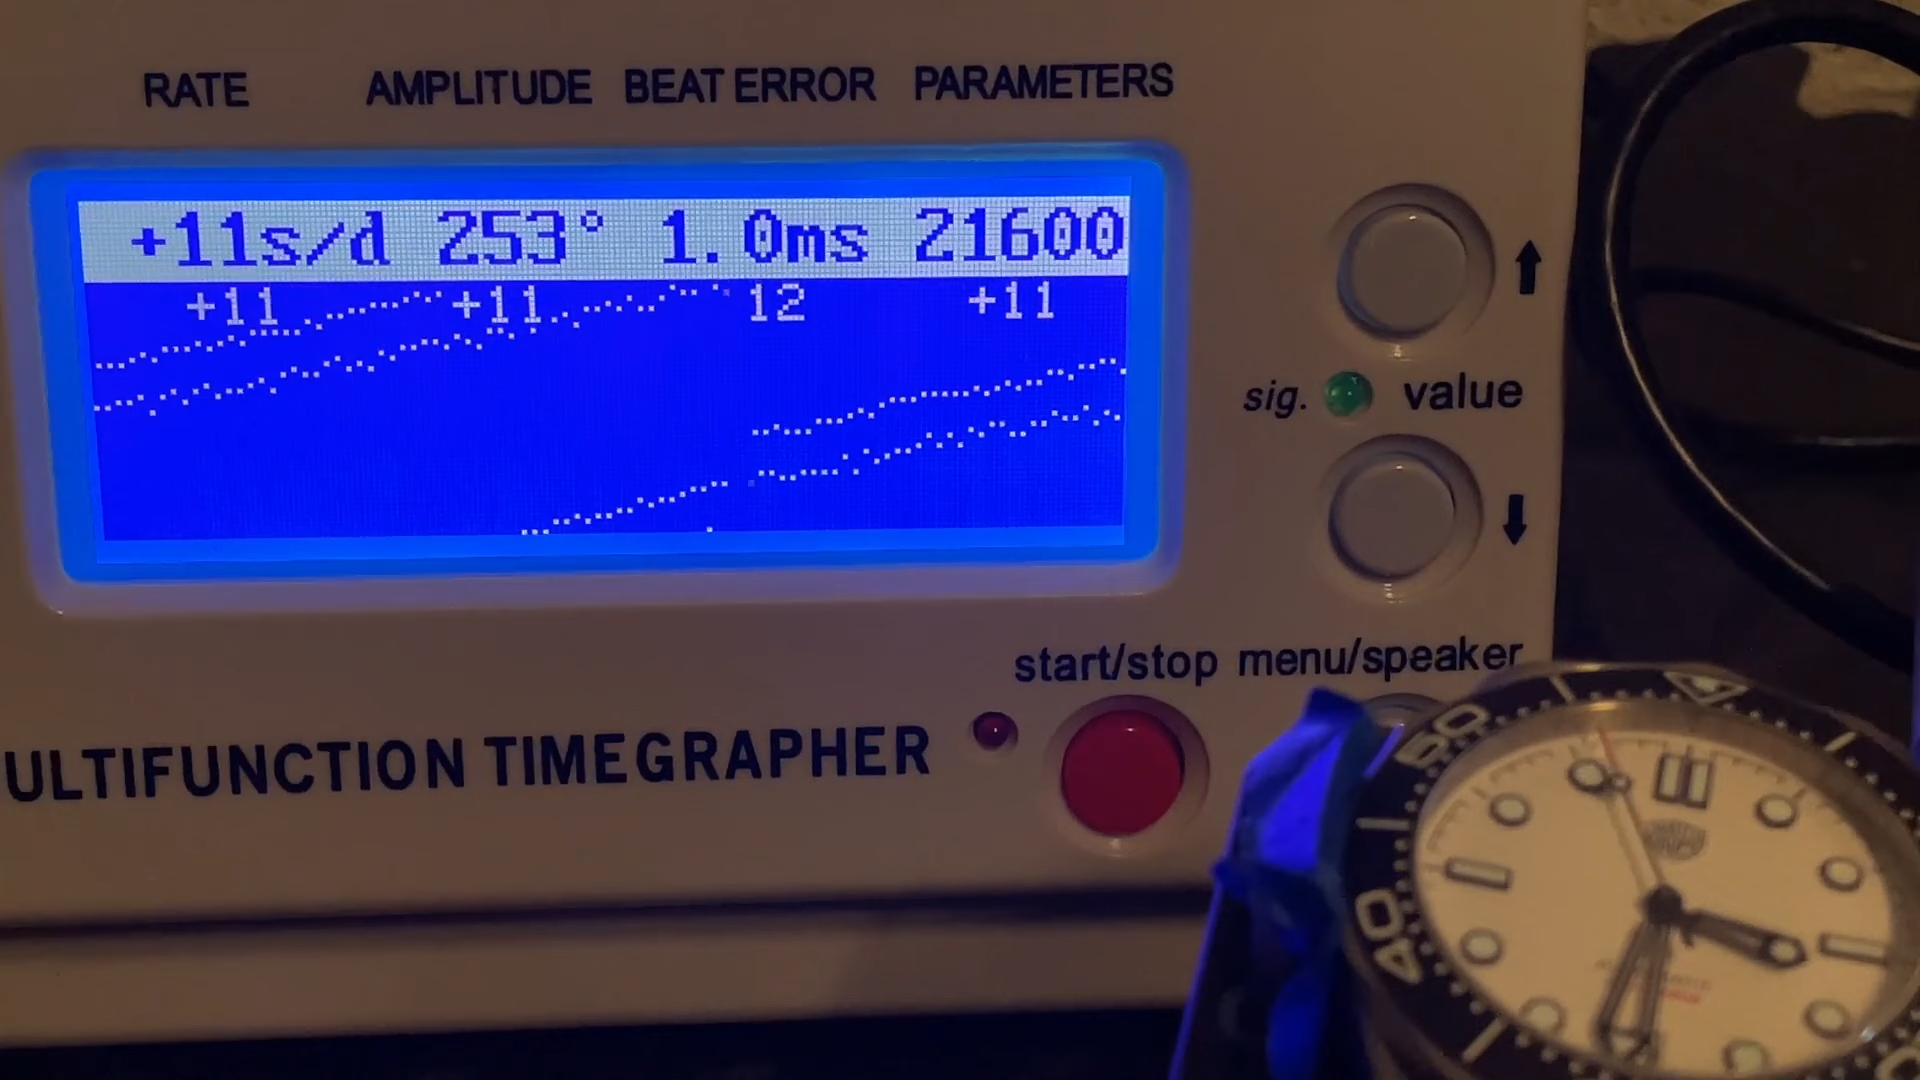 RATE AMPLITUDE BEAT ERROR PARAMETERS
+11s/d 253° 1.0ms 21600
+11 +11 12 +11
sig. value
start/stop menu/speaker
ULTIFUNCTION TIMEGRAPHER
50
40